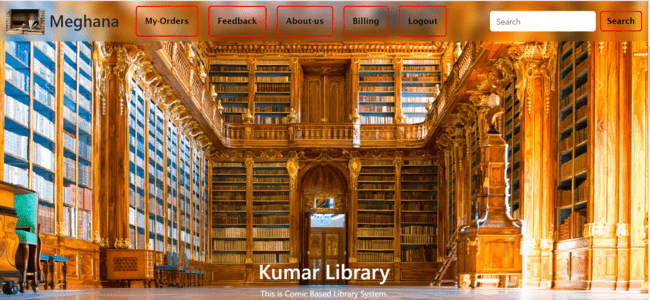 Meghana
My-Orders
Feedback
About-us
Billing
Logout
Search
Search
Kumar Library
This is Comic Based Library System.